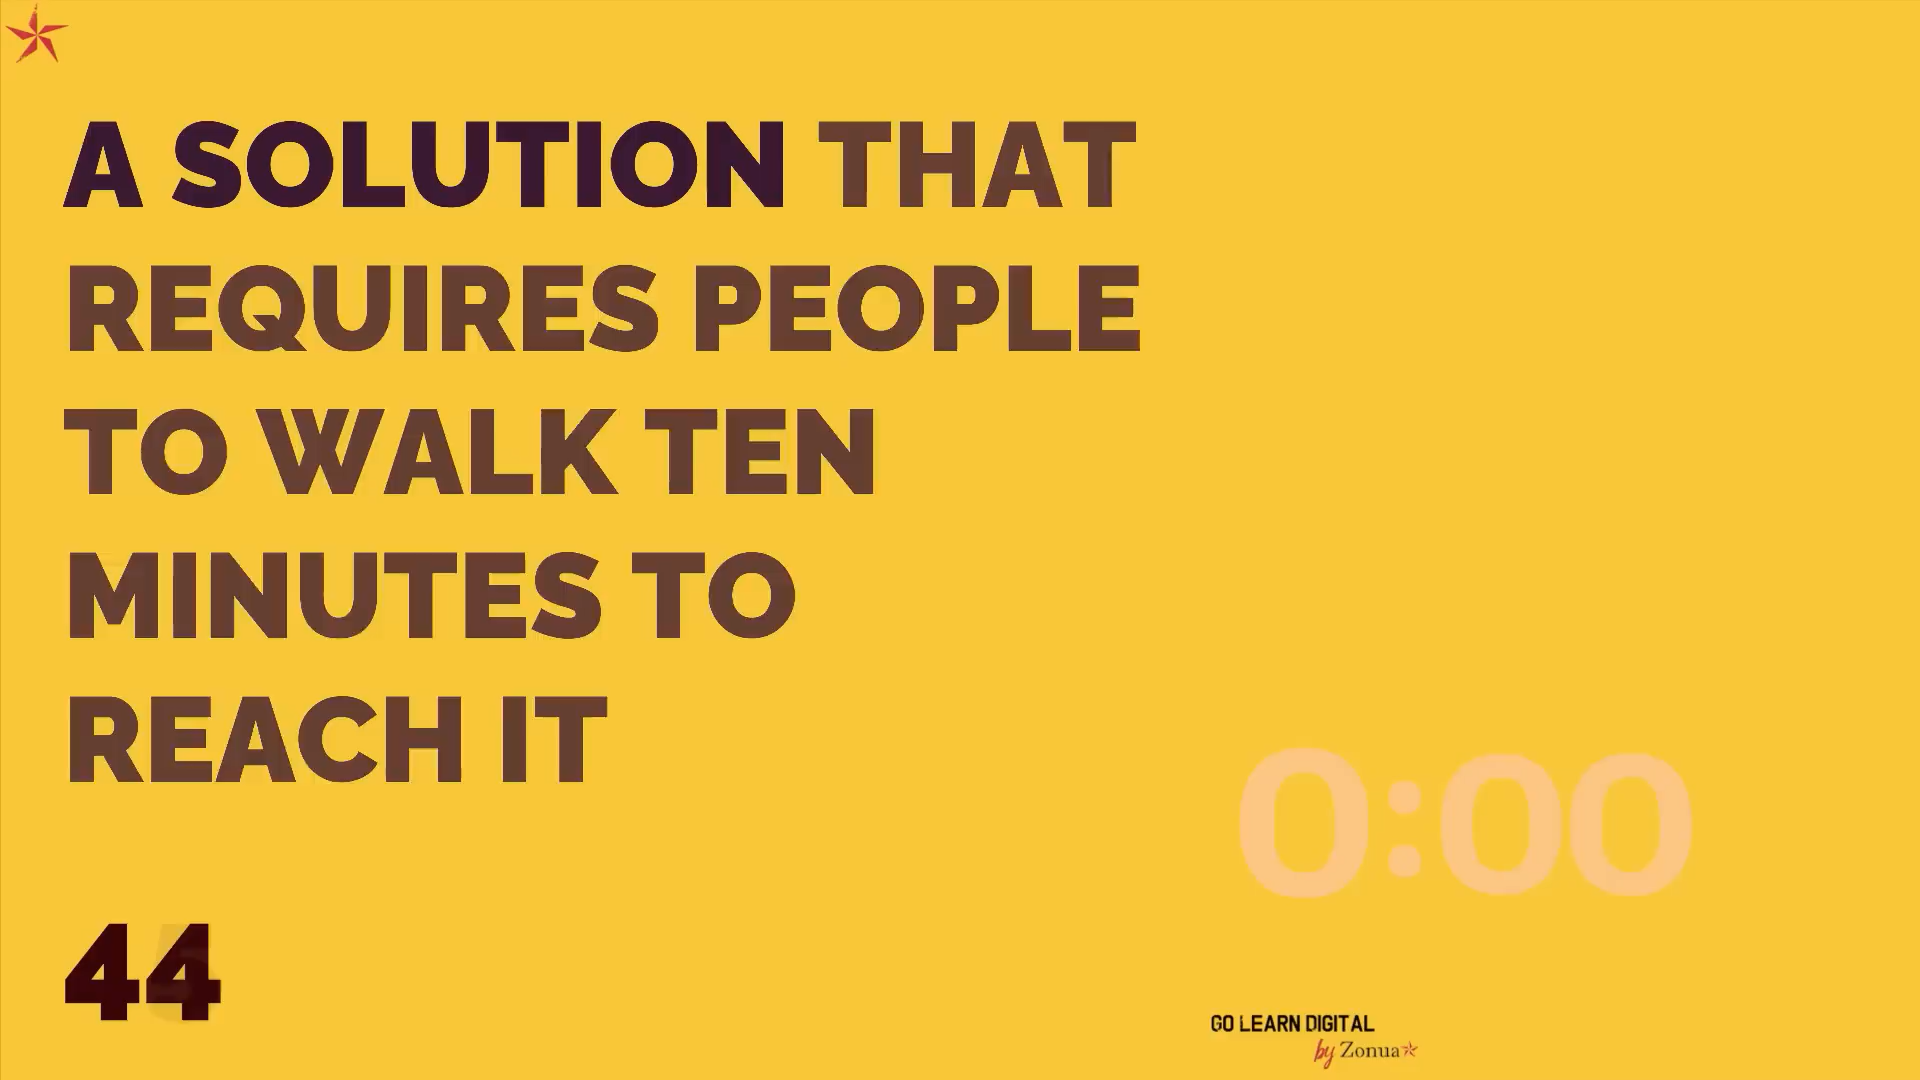 A SOLUTION THAT
REQUIRES PEOPLE
TO WALK TEN
MINUTES TO
REACH IT
0:00
44
GO LEARN DIGITAL
by Zonua